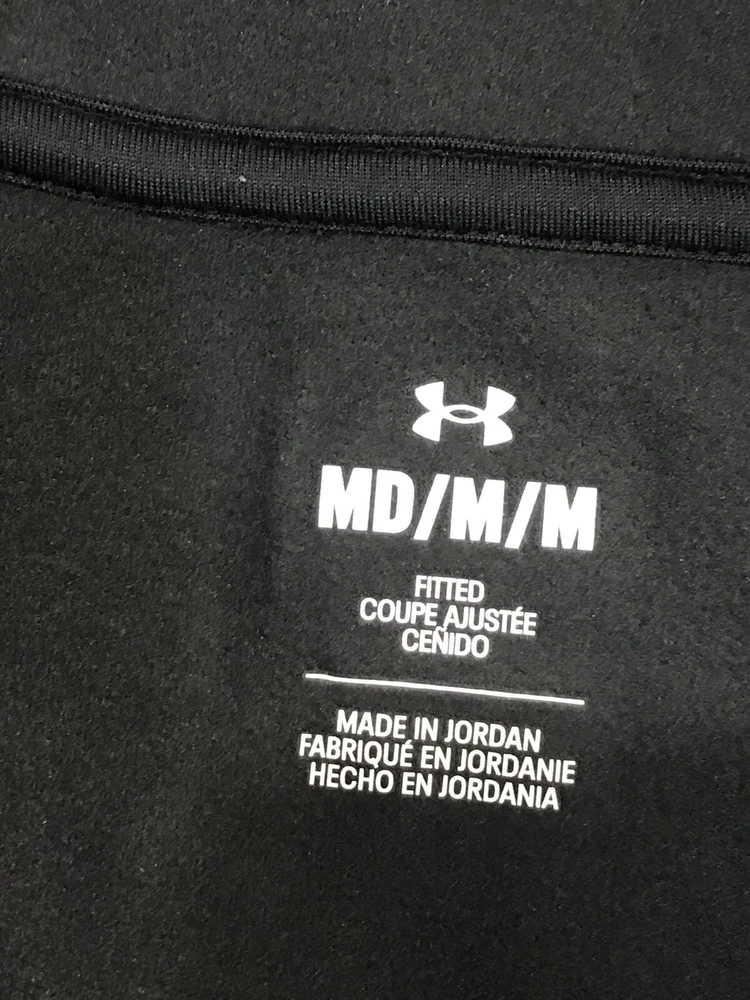 MD/M/M
FITTED
COUPE AJUSTÉE
CEÑIDO
MADE IN JORDAN
FABRIQUÉ EN JORDANIE
HECHO EN JORDANIA